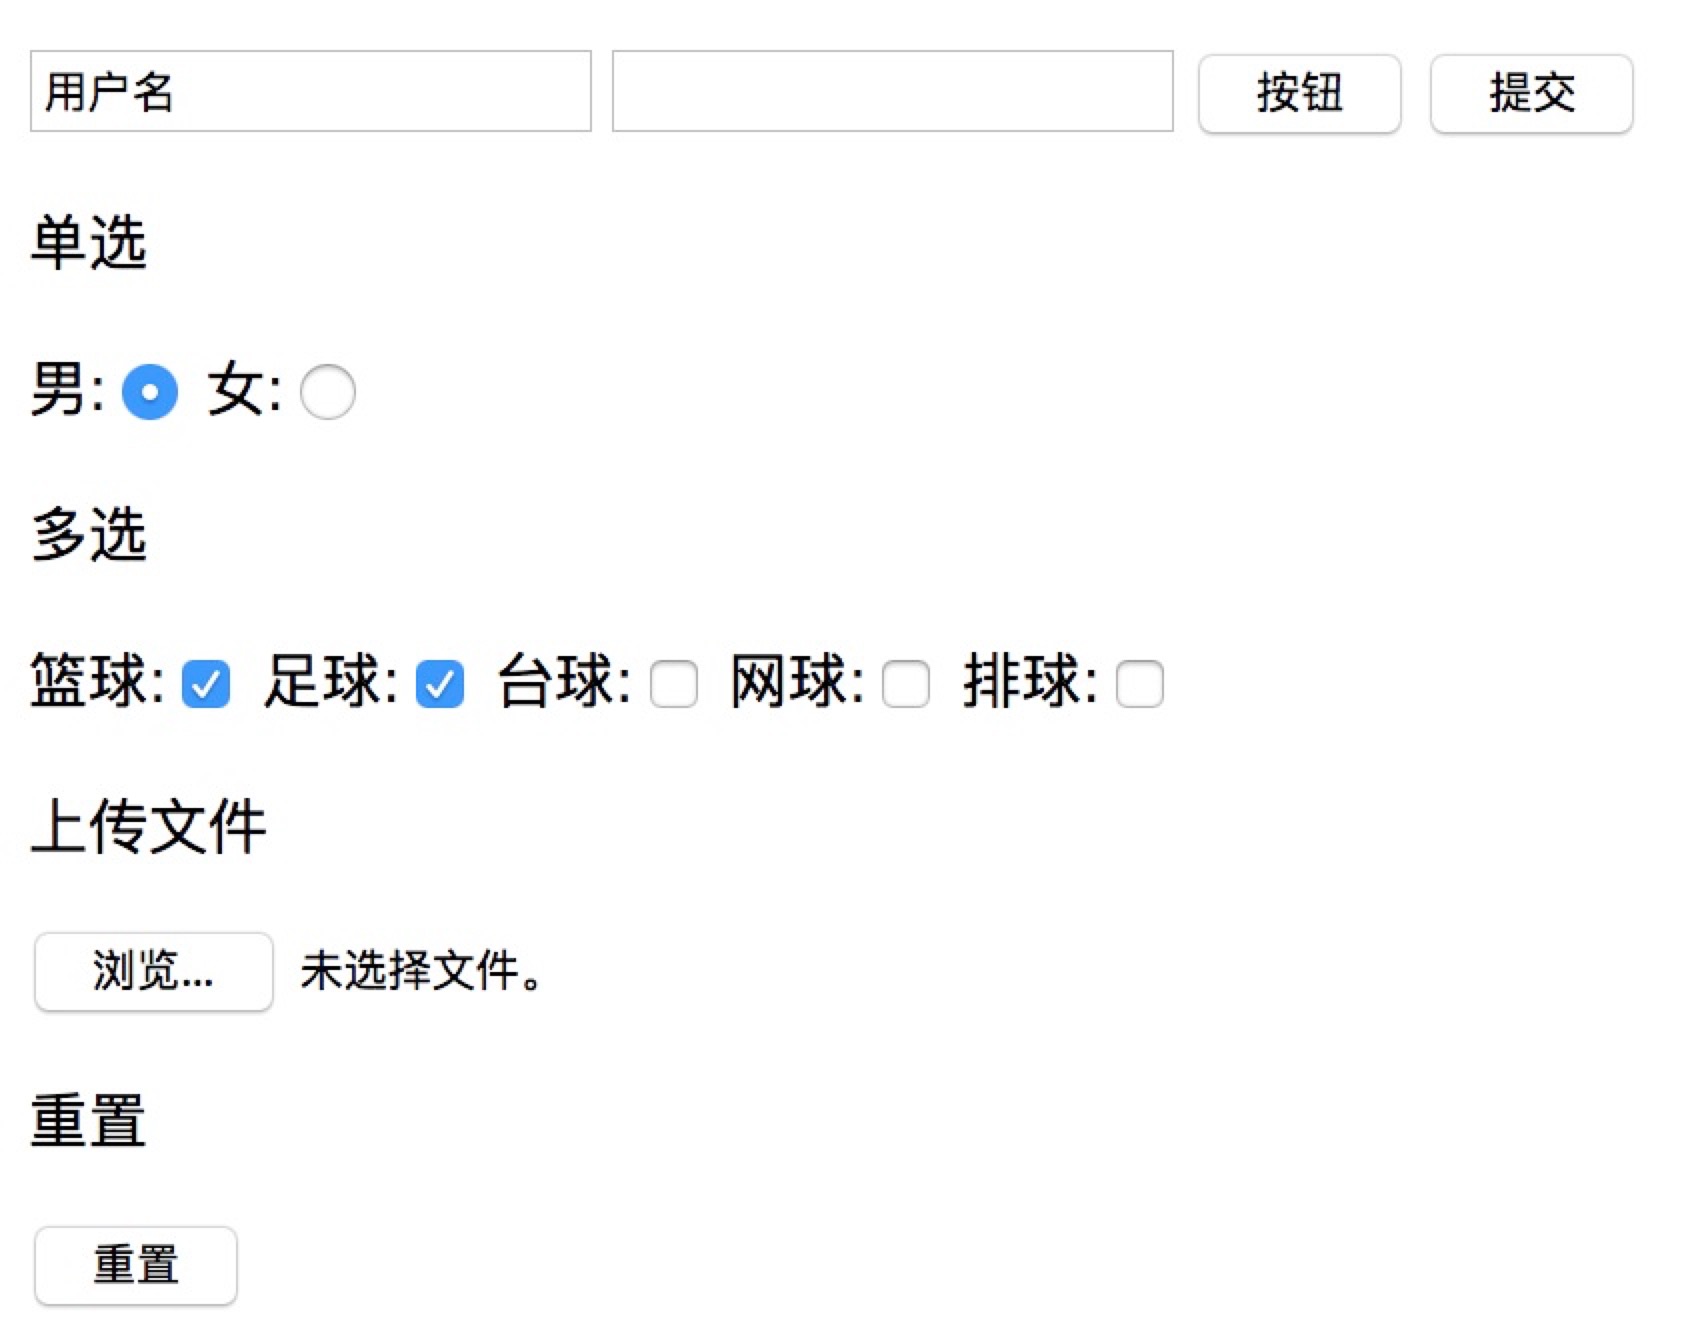 用户名 按钮 提交
单选
男: 女:
多选
篮球: 足球: 台球: 网球: 排球:
上传文件
浏览... 未选择文件。
重置
重置